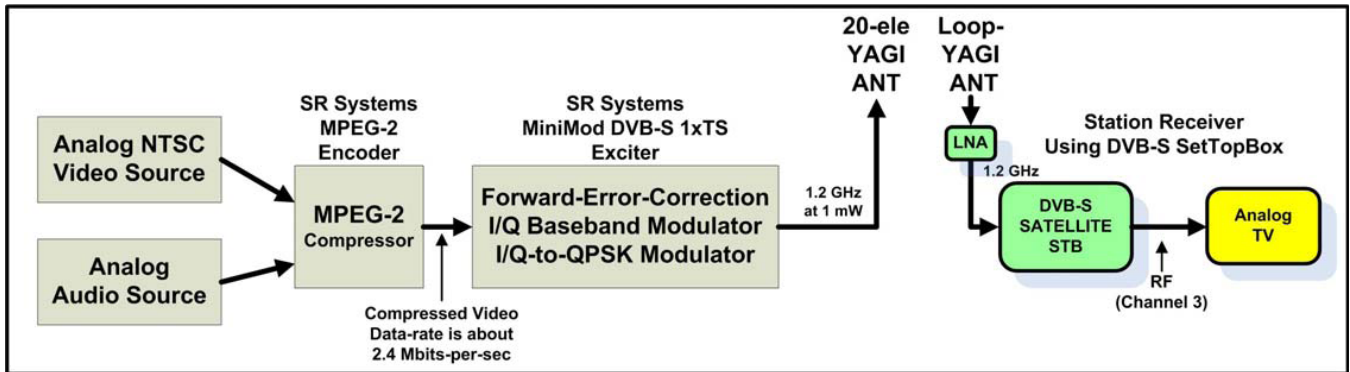 Analog NTSC
Video Source
Analog
Audio Source
SR Systems
MPEG-2
Encoder
MPEG-2
Compressor
Compressed Video
Data-rate is about
2.4 Mbits-per-sec
SR Systems
MiniMod DVB-S 1xTS
Exciter
Forward-Error-Correction
I/Q Baseband Modulator
I/Q-to-QPSK Modulator
1.2 GHz
at 1 mW
20-ele
YAGI
ANT
Loop-
YAGI
ANT
LNA
1.2 GHz
Station Receiver
Using DVB-S SetTopBox
DVB-S
SATELLITE
STB
RF
(Channel 3)
Analog
TV